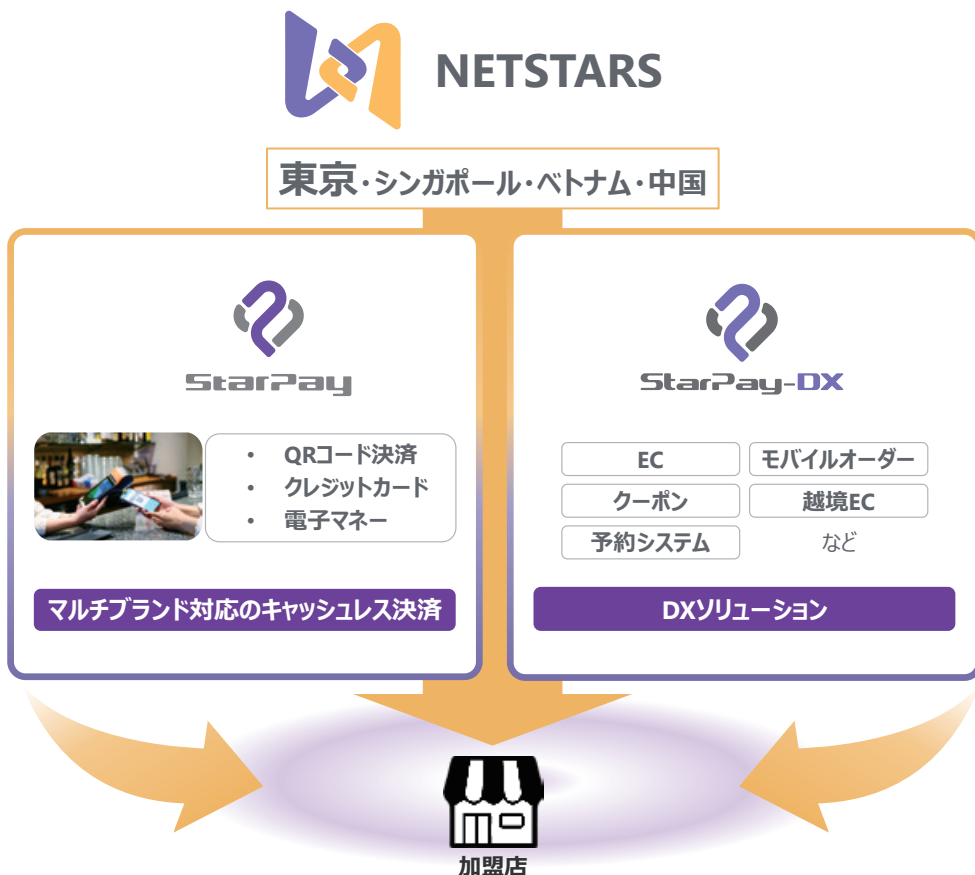 NETSTARS
東京・シンガポール・ベトナム・中国
StarPay
• QRコード決済
• クレジットカード
• 電子マネー
マルチブランド対応のキャッシュレス決済
StarPay-DX
EC
モバイルオーダー
クーポン
越境EC
予約システム
など
DXソリューション
加盟店